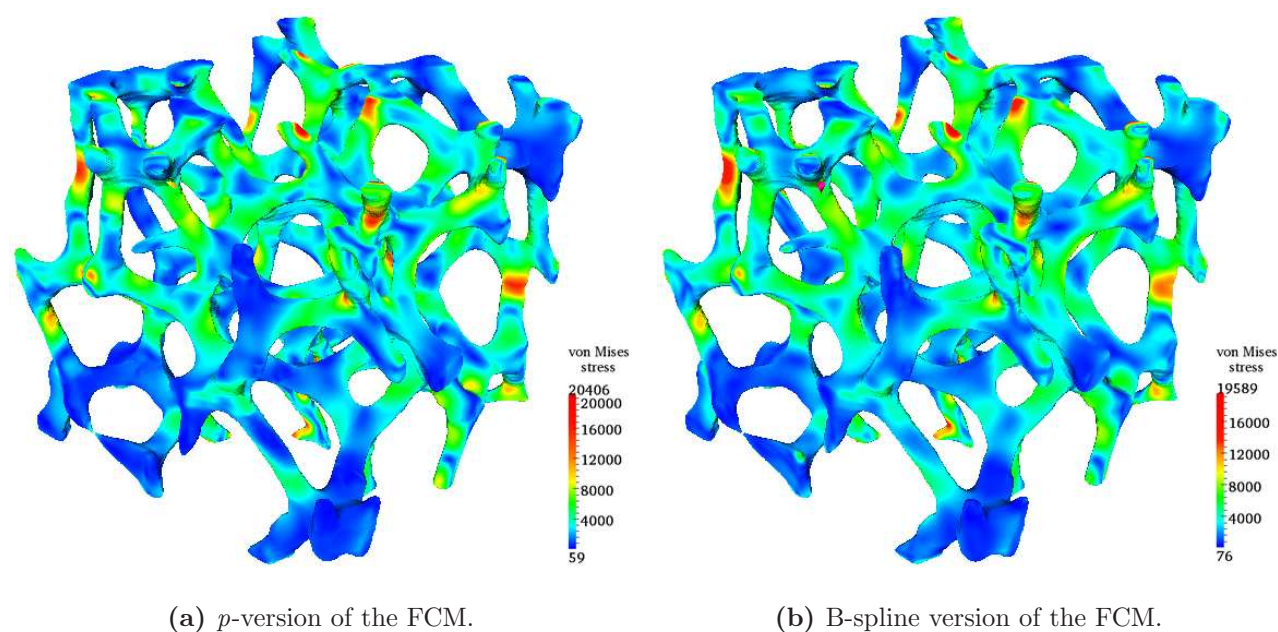 von Mises
stress
20406
20000
16000
12000
8000
4000
59
von Mises
stress
19589
16000
12000
8000
4000
76
(a) p-version of the FCM.
(b) B-spline version of the FCM.